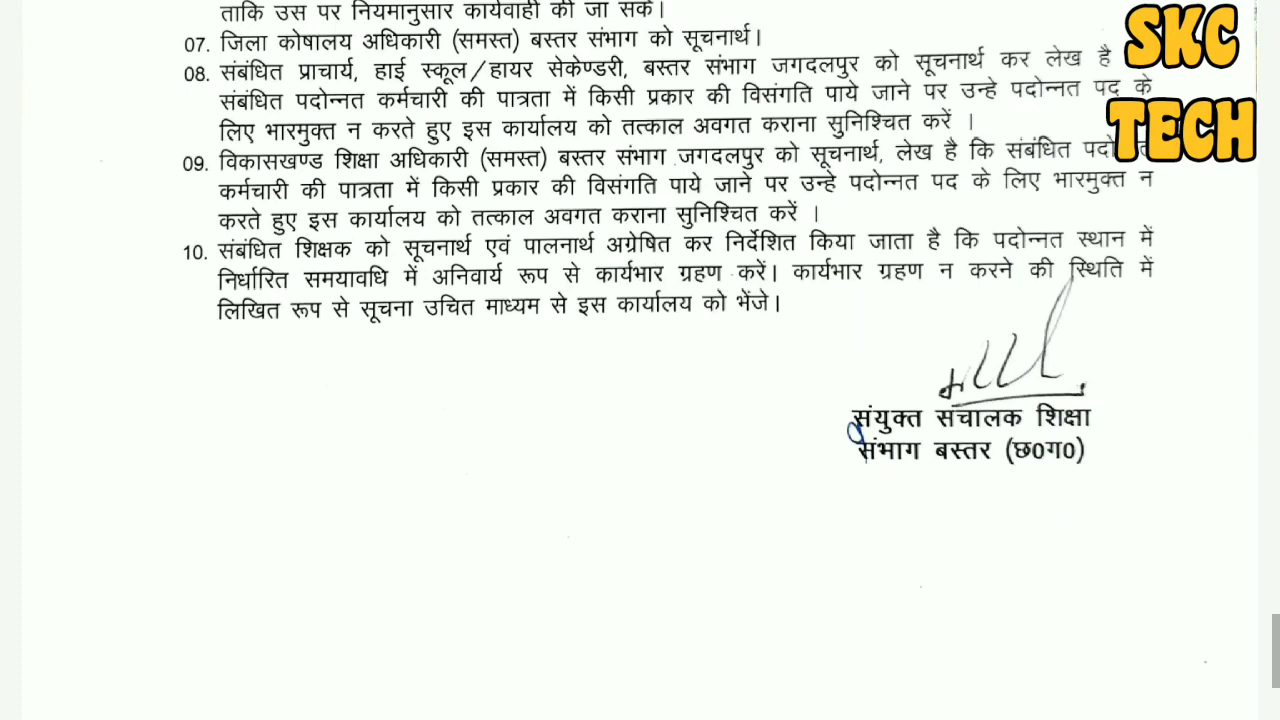 ताकि उस पर नियमानुसार कार्यवाही की जा सके।
07. जिला कोषालय अधिकारी (समस्त) बस्तर संभाग को सूचनार्थ।
08. संबंधित प्राचार्य, हाई स्कूल/हायर सेकेण्डरी, बस्तर संभाग जगदलपुर को सूचनार्थ कर लेख है
संबंधित पदोन्नत कर्मचारी की पात्रता में किसी प्रकार की विसंगति पाये जाने पर उन्हे पदोन्नत पद के
लिए भारमुक्त न करते हुए इस कार्यालय को तत्काल अवगत कराना सुनिश्चित करें ।
09. विकासखण्ड शिक्षा अधिकारी (समस्त) बस्तर संभाग जगदलपुर को सूचनार्थ, लेख है कि संबंधित
कर्मचारी की पात्रता में किसी प्रकार की विसंगति पाये जाने पर उन्हे पदोन्नत पद के लिए भारमुक्त न
करते हुए इस कार्यालय को तत्काल अवगत कराना सुनिश्चित करें ।
10. संबंधित शिक्षक को सूचनार्थ एवं पालनार्थ अग्रेषित कर निर्देशित किया जाता है कि पदोन्नत स्थान में
निर्धारित समयावधि में अनिवार्य रूप से कार्यभार ग्रहण करें। कार्यभार ग्रहण न करने की स्थिति में
लिखित रूप से सूचना उचित माध्यम से इस कार्यालय को भेंजे।
संयुक्त संचालक शिक्षा
संभाग बस्तर (छ0ग0)
SKC
TECH